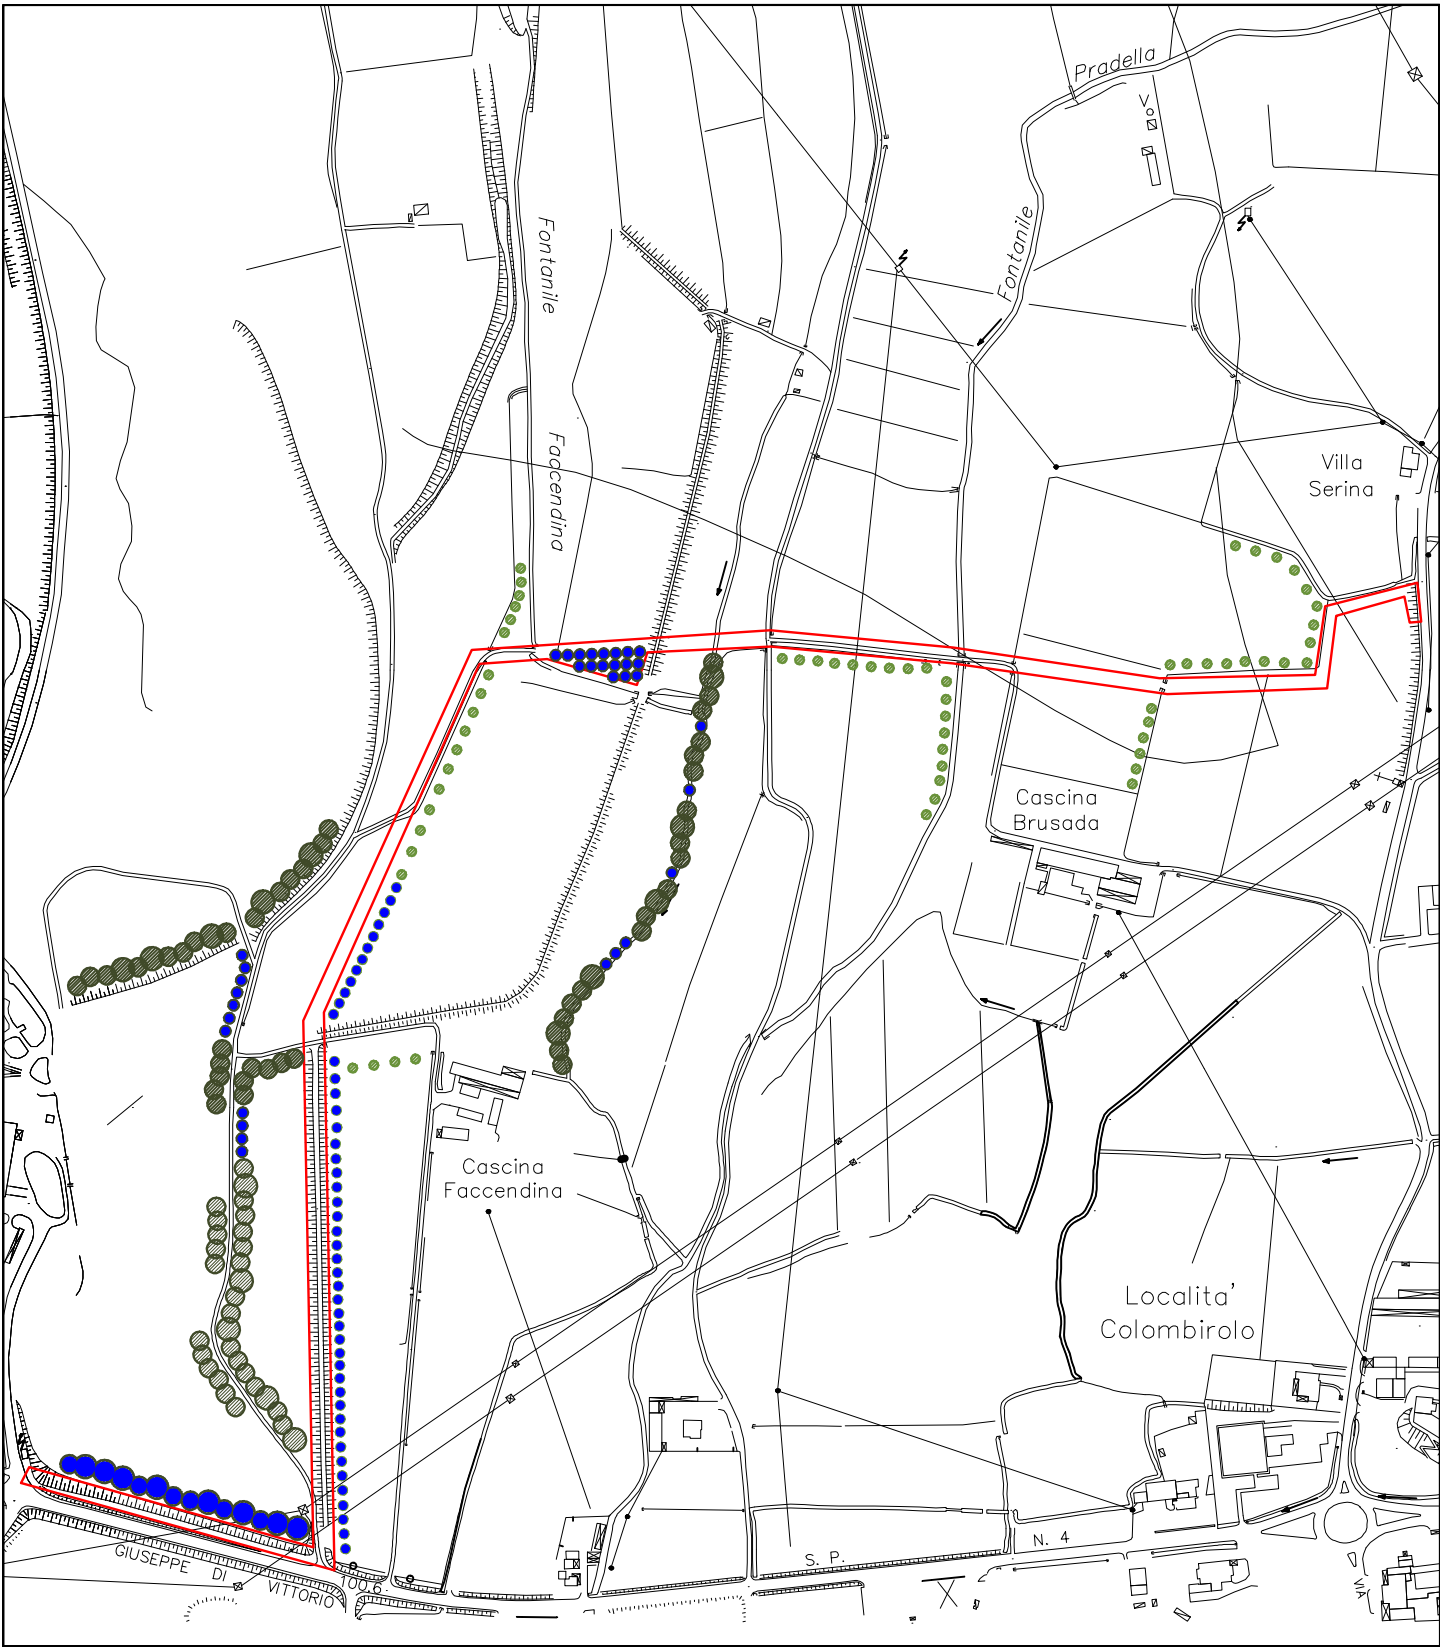 Pradella
Vo
Fontanile
Fontanile
Faccendina
Villa
Serina
Cascina
Brusada
Cascina
Faccendina
Localita'
Colombirolo
S. P.
N. 4
GIUSEPPE DI VITTORIO
100.6
VIA